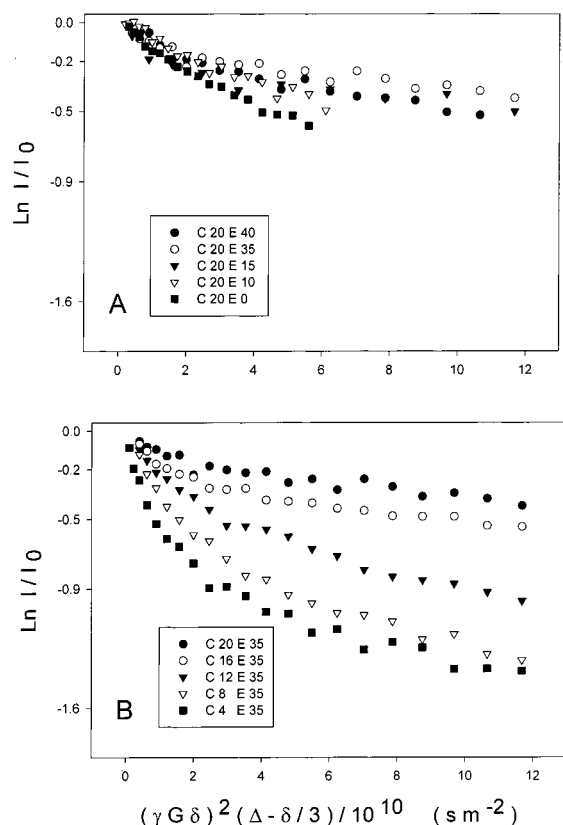 0.0
-0.2
-0.5
-0.9
-1.6
Ln I/I0
A
C 20 E 40
C 20 E 35
C 20 E 15
C 20 E 10
C 20 E 0
0 2 4 6 8 10 12
0.0
-0.2
-0.5
-0.9
-1.6
Ln I/I0
B
C 20 E 35
C 16 E 35
C 12 E 35
C 8 E 35
C 4 E 35
0 2 4 6 8 10 12
(γGδ)²(Δ-δ/3)/10¹⁰ (sm⁻²)